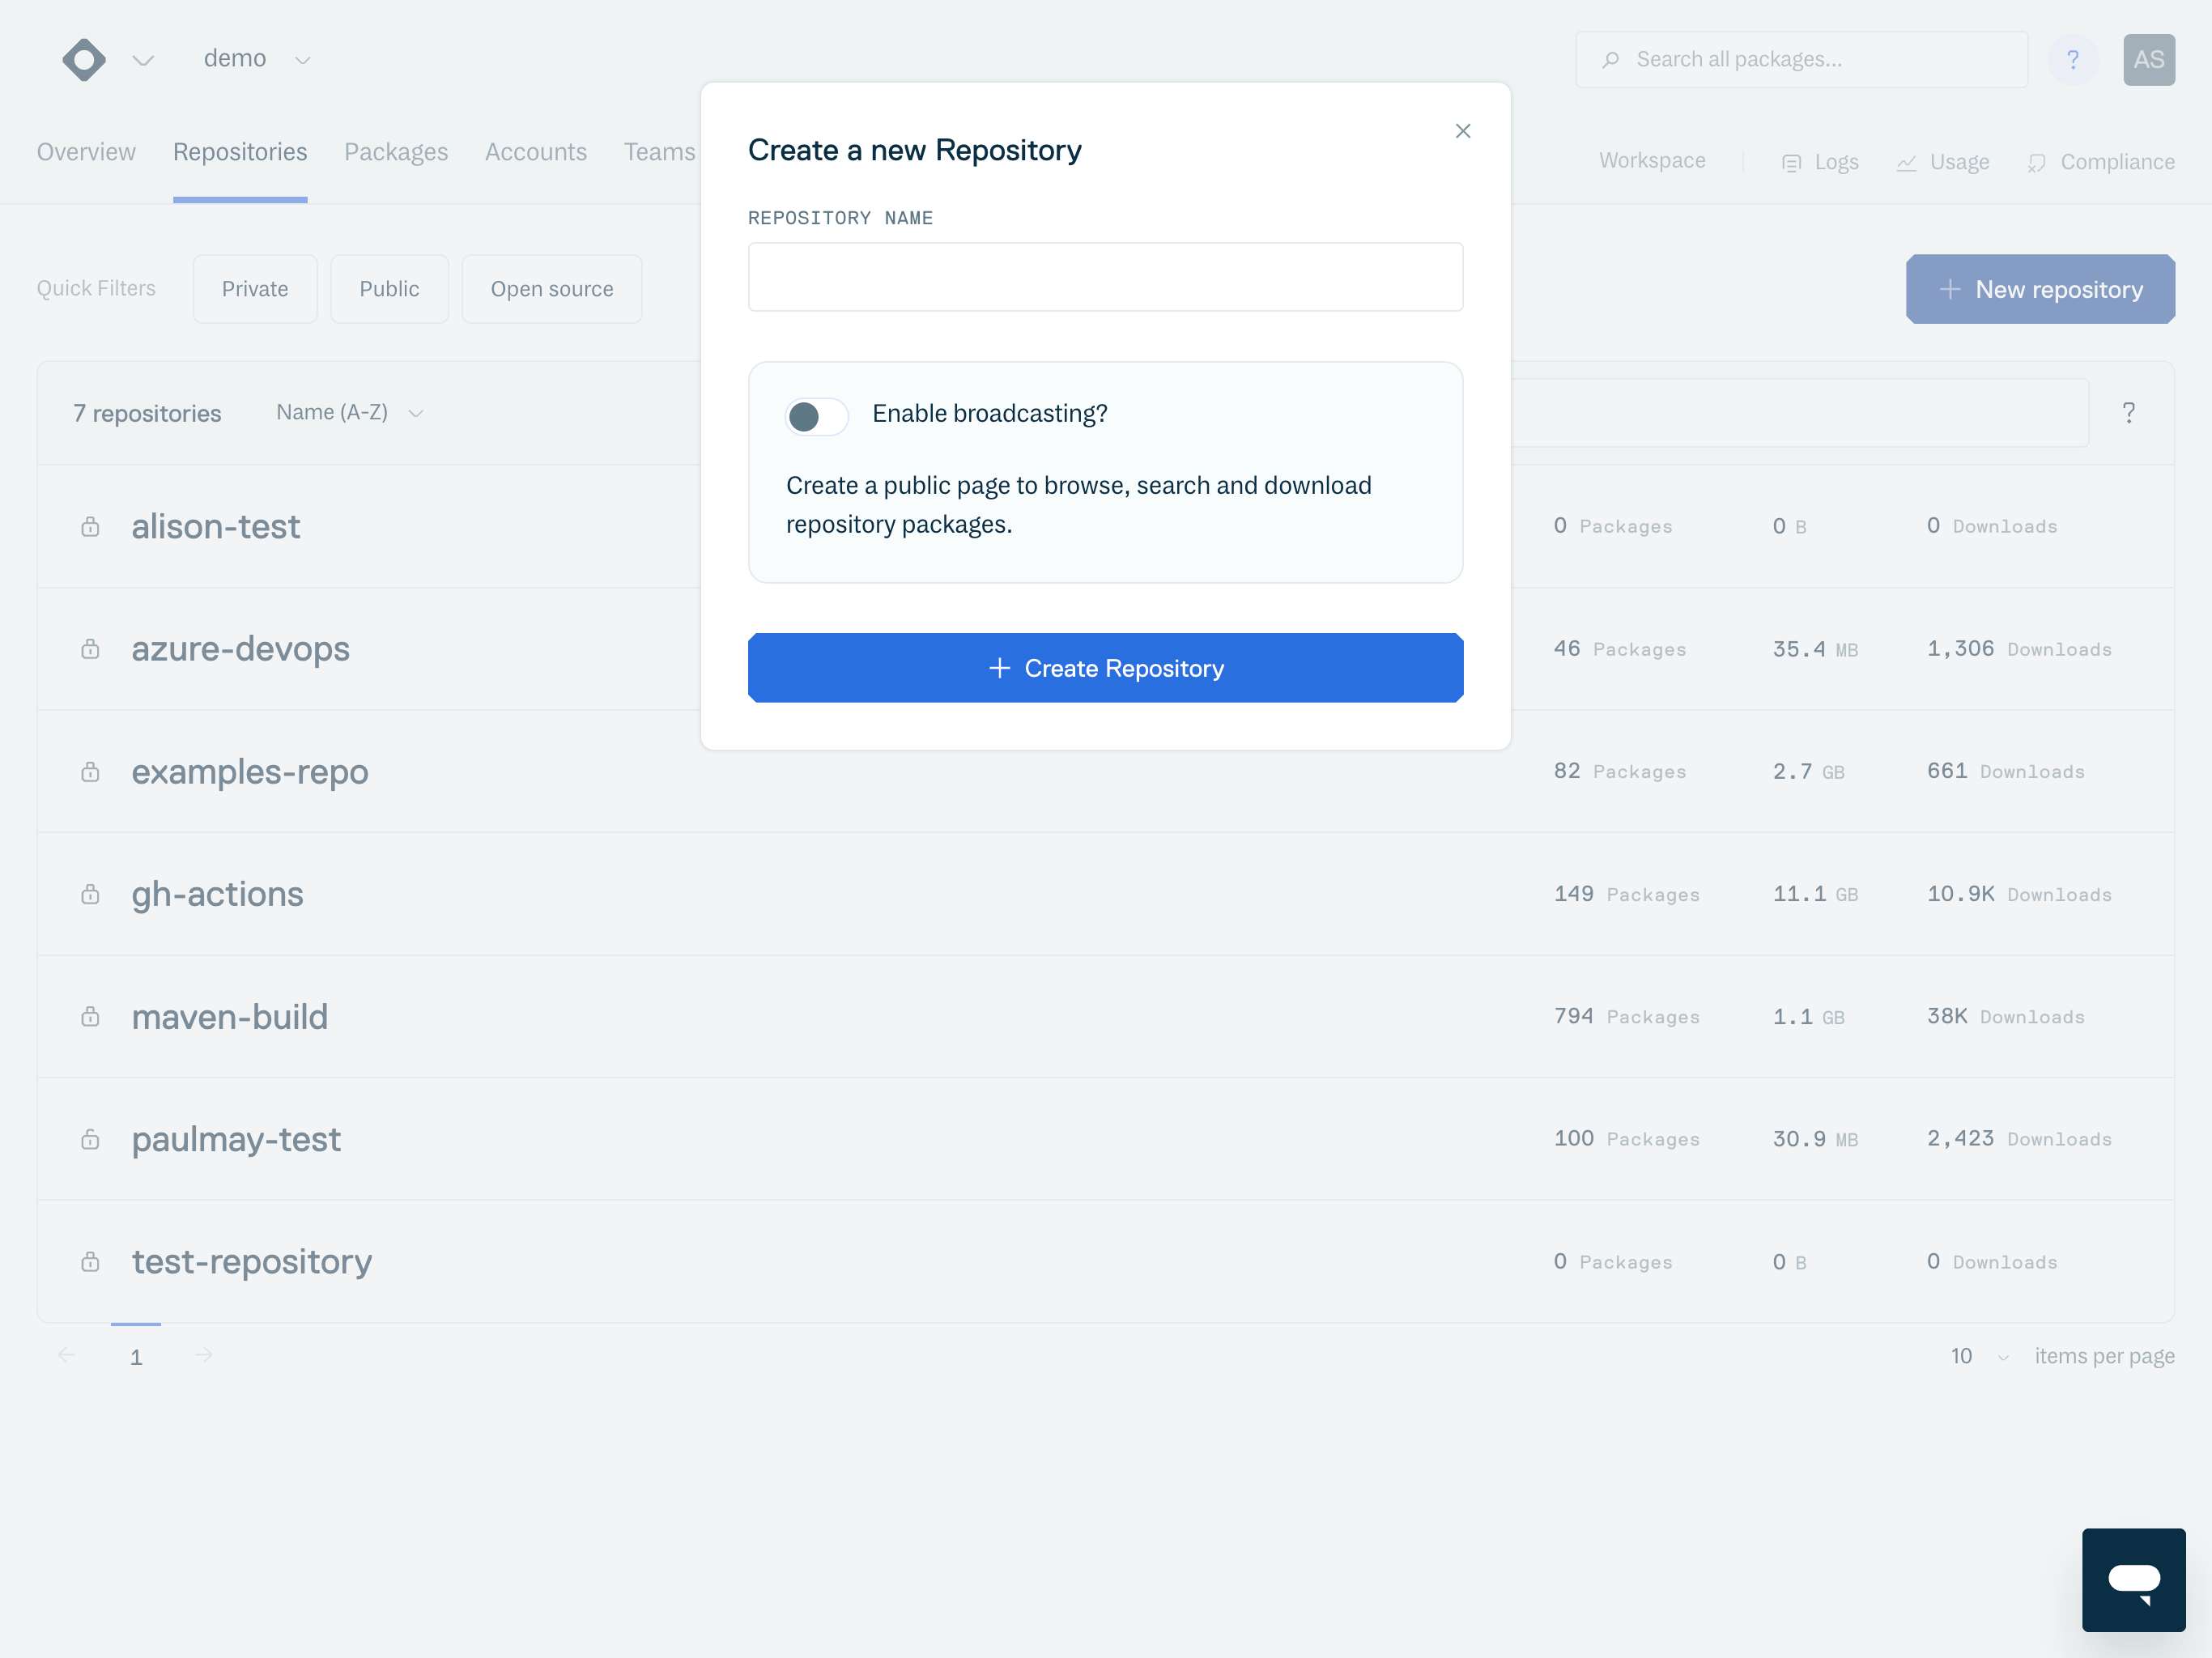 demo
Search all packages...
?
AS
Overview
Repositories
Packages
Accounts
Teams
Workspace
Logs
Usage
Compliance
Create a new Repository
REPOSITORY NAME
Quick Filters
Private
Public
Open source
New repository
7 repositories
Name (A-Z)
?
Enable broadcasting?
Create a public page to browse, search and download
repository packages.
Create Repository
alison-test
0 Packages
0 B
0 Downloads
azure-devops
46 Packages
35.4 MB
1,306 Downloads
examples-repo
82 Packages
2.7 GB
661 Downloads
gh-actions
149 Packages
11.1 GB
10.9K Downloads
maven-build
794 Packages
1.1 GB
38K Downloads
paulmay-test
100 Packages
30.9 MB
2,423 Downloads
test-repository
0 Packages
0 B
0 Downloads
1
10
items per page